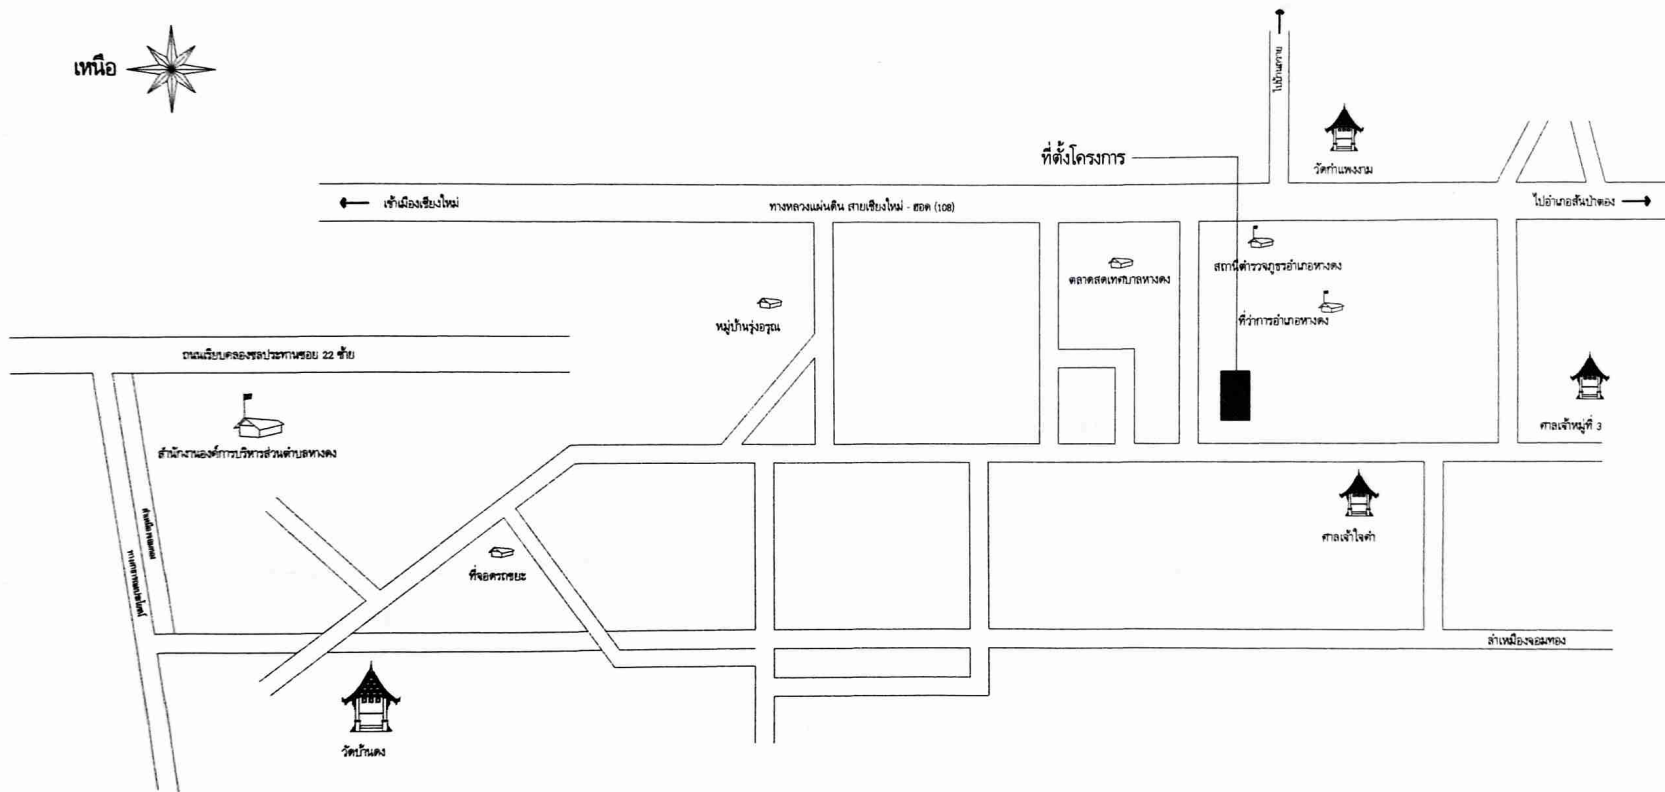 เหนือ
ไปบ้านถวาย
ที่ตั้งโครงการ
วัดกำแพงงาม
เข้าเมืองเชียงใหม่
ทางหลวงแผ่นดิน สายเชียงใหม่ - ฮอด (108)
ไปอำเภอสันป่าตอง
สถานีตำรวจภูธรอำเภอหางดง
ตลาดสดเทศบาลหางดง
ที่ว่าการอำเภอหางดง
หมู่บ้านรุ่งอรุณ
ถนนเรียบคลองชลประทานซอย 22 ซ้าย
ศาลเจ้าหมู่ที่ 3
สำนักงานองค์การบริหารส่วนตำบลหางดง
ศาลเจ้าใจคำ
ที่จอดรถขยะ
ลำเหมืองจอมทอง
วัดบ้านดง